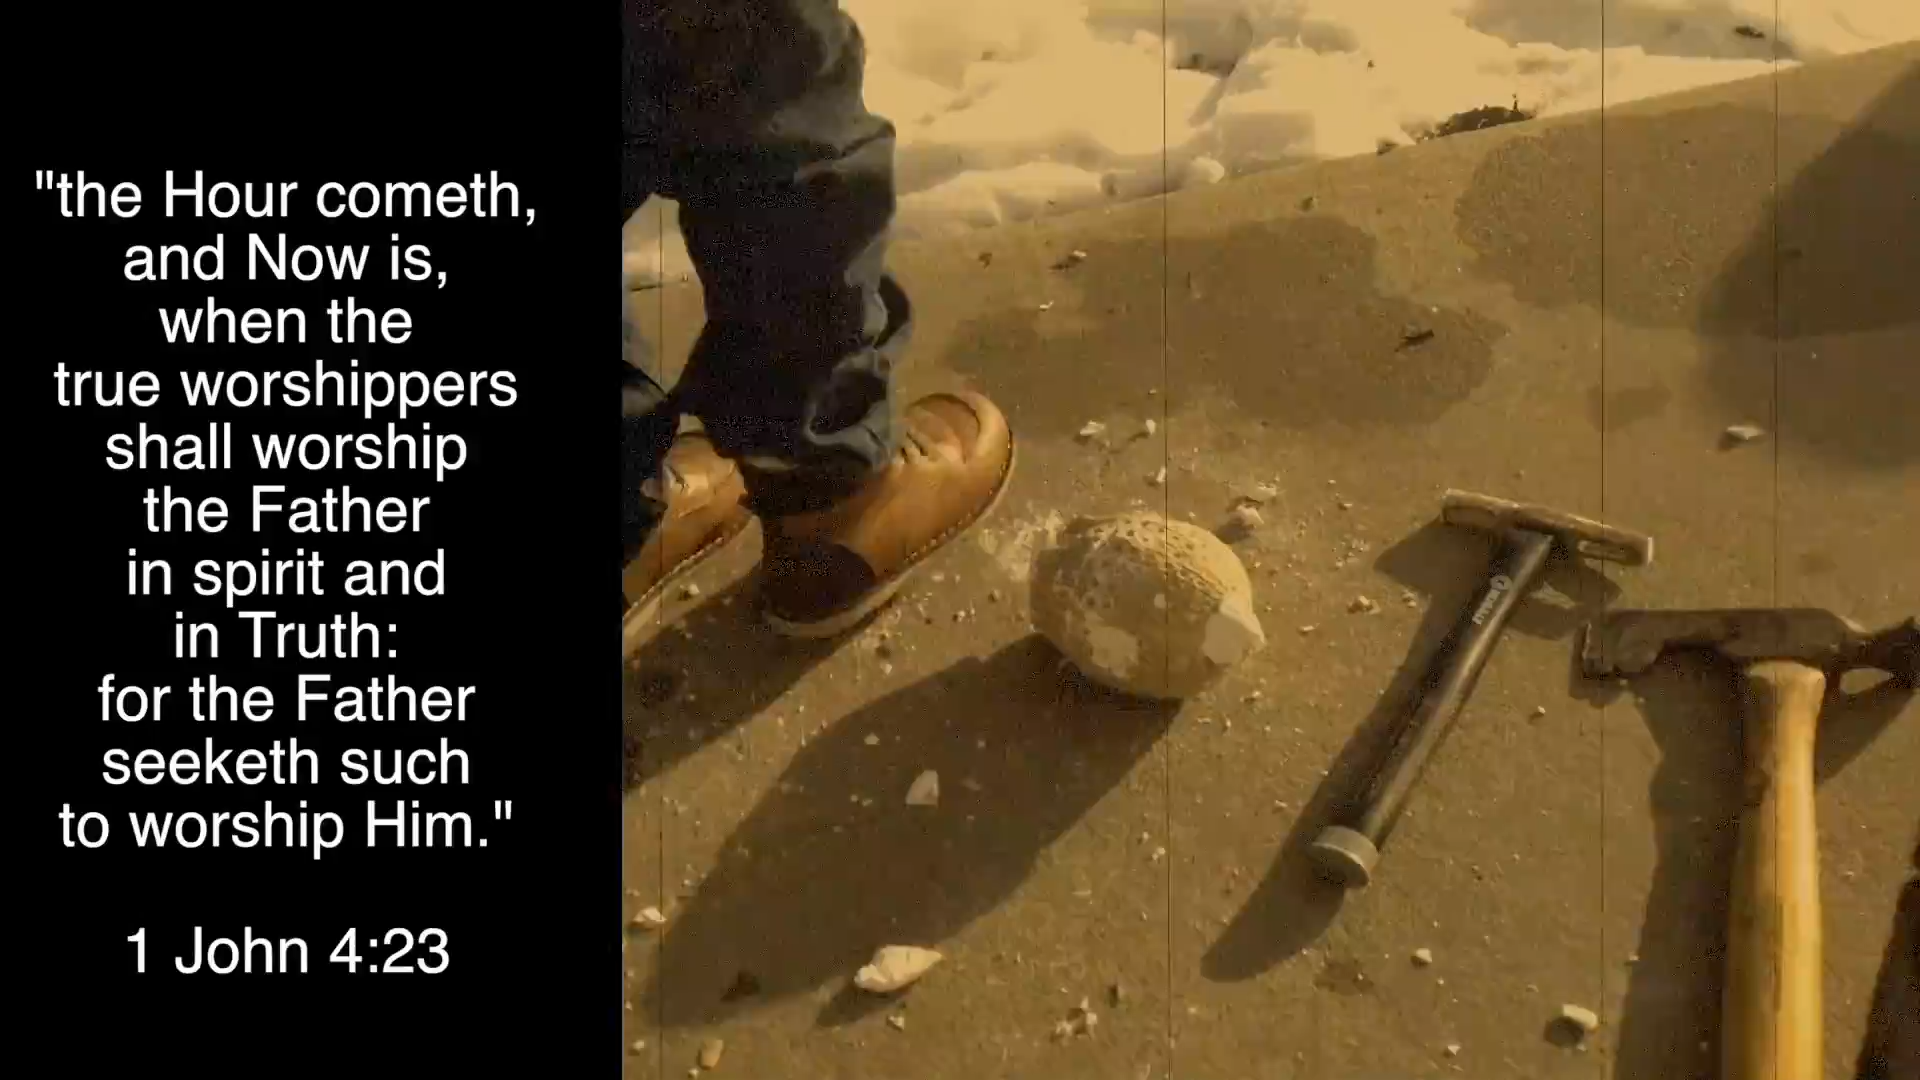 "the Hour cometh,
and Now is,
when the
true worshippers
shall worship
the Father
in spirit and
in Truth:
for the Father
seeketh such
to worship Him."
1 John 4:23